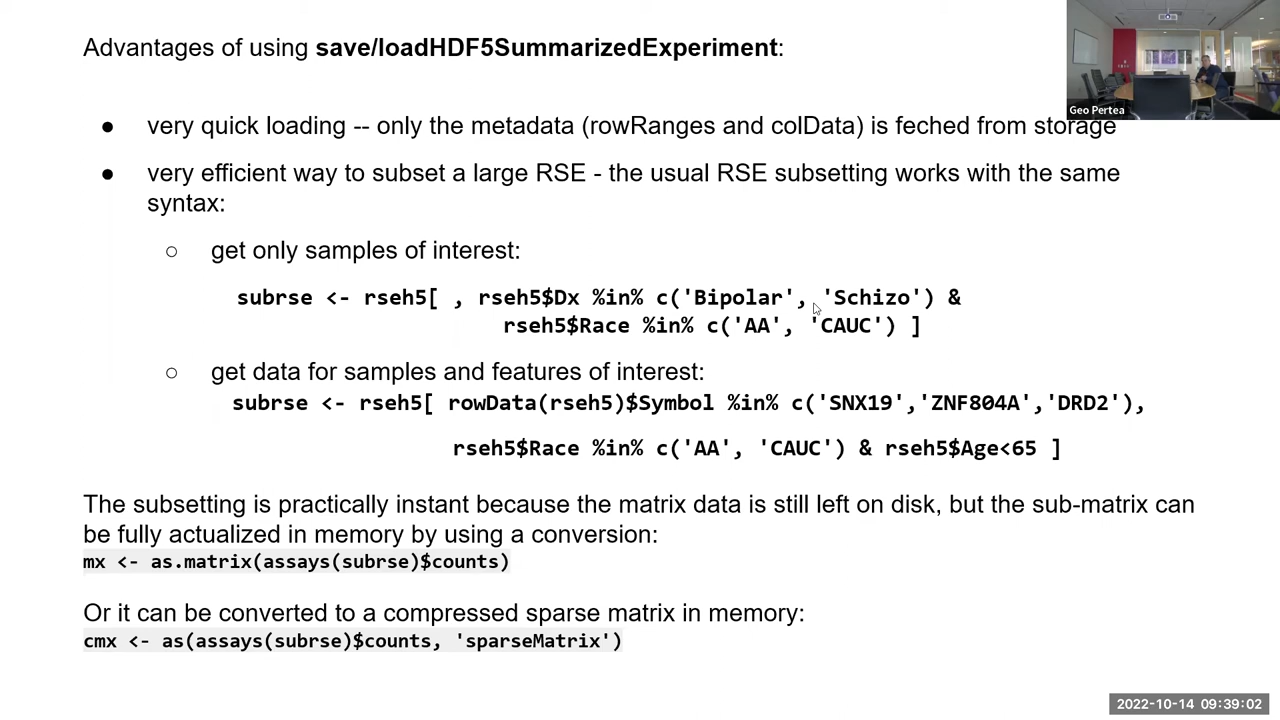 Advantages of using save/loadHDF5SummarizedExperiment:
Geo Pertea
● very quick loading -- only the metadata (rowRanges and colData) is feched from storage
● very efficient way to subset a large RSE - the usual RSE subsetting works with the same
syntax:
○ get only samples of interest:
subrse <- rseh5[ , rseh5$Dx %in% c('Bipolar', 'Schizo') &
rseh5$Race %in% c('AA', 'CAUC') ]
○ get data for samples and features of interest:
subrse <- rseh5[ rowData(rseh5)$Symbol %in% c('SNX19','ZNF804A','DRD2'),
rseh5$Race %in% c('AA', 'CAUC') & rseh5$Age<65 ]
The subsetting is practically instant because the matrix data is still left on disk, but the sub-matrix can
be fully actualized in memory by using a conversion:
mx <- as.matrix(assays(subrse)$counts)
Or it can be converted to a compressed sparse matrix in memory:
cmx <- as(assays(subrse)$counts, 'sparseMatrix')
2022-10-14 09:39:02